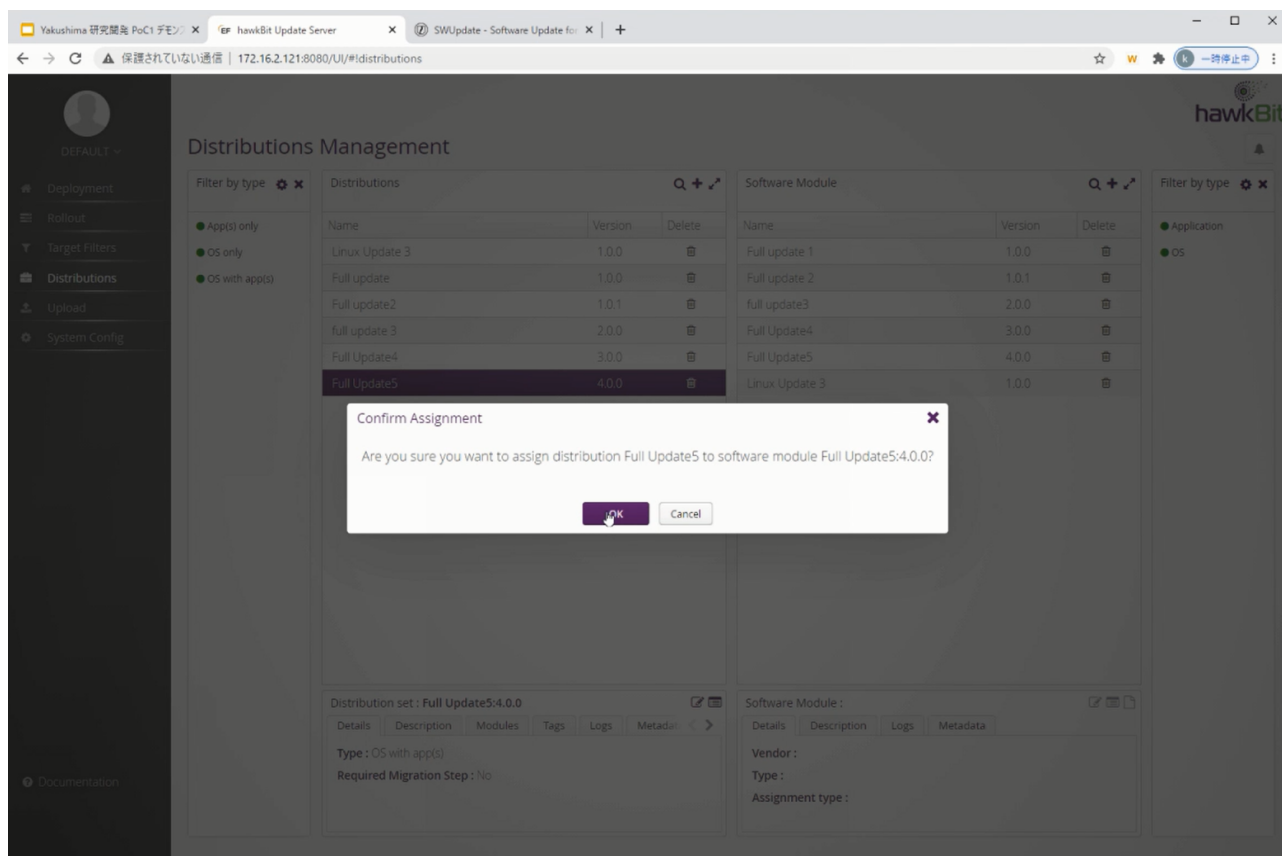 Yakushima 研究開発 PoC1 デモン
EF hawkBit Update Server
SWUpdate - Software Update for
保護されていない通信 | 172.16.2.121:8080/UI/#!distributions
W
k 一時停止中
hawkBit
DEFAULT
Distributions Management
Deployment
Rollout
Target Filters
Distributions
Upload
System Config
Documentation
Filter by type
App(s) only
OS only
OS with app(s)
Distributions
Name Version Delete
Linux Update 3 1.0.0
Full update 1.0.0
Full update2 1.0.1
full update 3 2.0.0
Full Update4 3.0.0
Full Update5 4.0.0
Software Module
Name Version Delete
Full update 1 1.0.0
Full update 2 1.0.1
full update3 2.0.0
Full Update4 3.0.0
Full Update5 4.0.0
Linux Update 3 1.0.0
Filter by type
Application
OS
Confirm Assignment
Are you sure you want to assign distribution Full Update5 to software module Full Update5:4.0.0?
OK Cancel
Distribution set : Full Update5:4.0.0
Details Description Modules Tags Logs Metadat
Type : OS with app(s)
Required Migration Step : No
Software Module :
Details Description Logs Metadata
Vendor :
Type :
Assignment type :